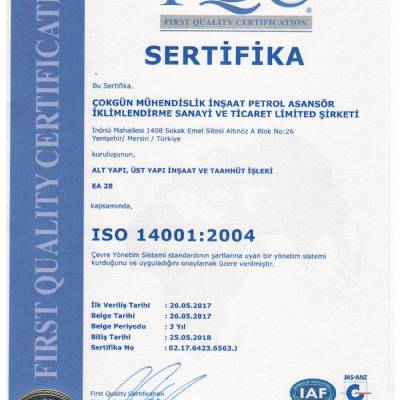 FQC
®
FIRST QUALITY CERTIFICATION
SERTİFİKA
Bu Sertifika,
ÇOKGÜN MÜHENDİSLİK İNŞAAT PETROL ASANSÖR
İKLİMLENDİRME SANAYİ VE TİCARET LİMİTED ŞİRKETİ
İnönü Mahallesi 1408 Sokak Emel Sitesi Altınöz A Blok No:26
Yenişehir/ Mersin / Türkiye
kuruluşunun,
ALT YAPI, ÜST YAPI İNŞAAT VE TAAHHÜT İŞLERİ
EA 28
kapsamında,
ISO 14001:2004
Çevre Yönetim Sistemi standardının şartlarına uyan bir yönetim sistemi
kurduğunu ve uyguladığını onaylamak üzere verilmiştir.
İlk Veriliş Tarihi : 26.05.2017
Belge Tarihi : 26.05.2017
Belge Periyodu : 3 Yıl
Bitiş Tarihi : 25.05.2018
Sertifika No : 02.17.6423.6563.J
First Quality Certification
IAF
JAS-ANZ
FIRST QUALITY CERTIFICATION